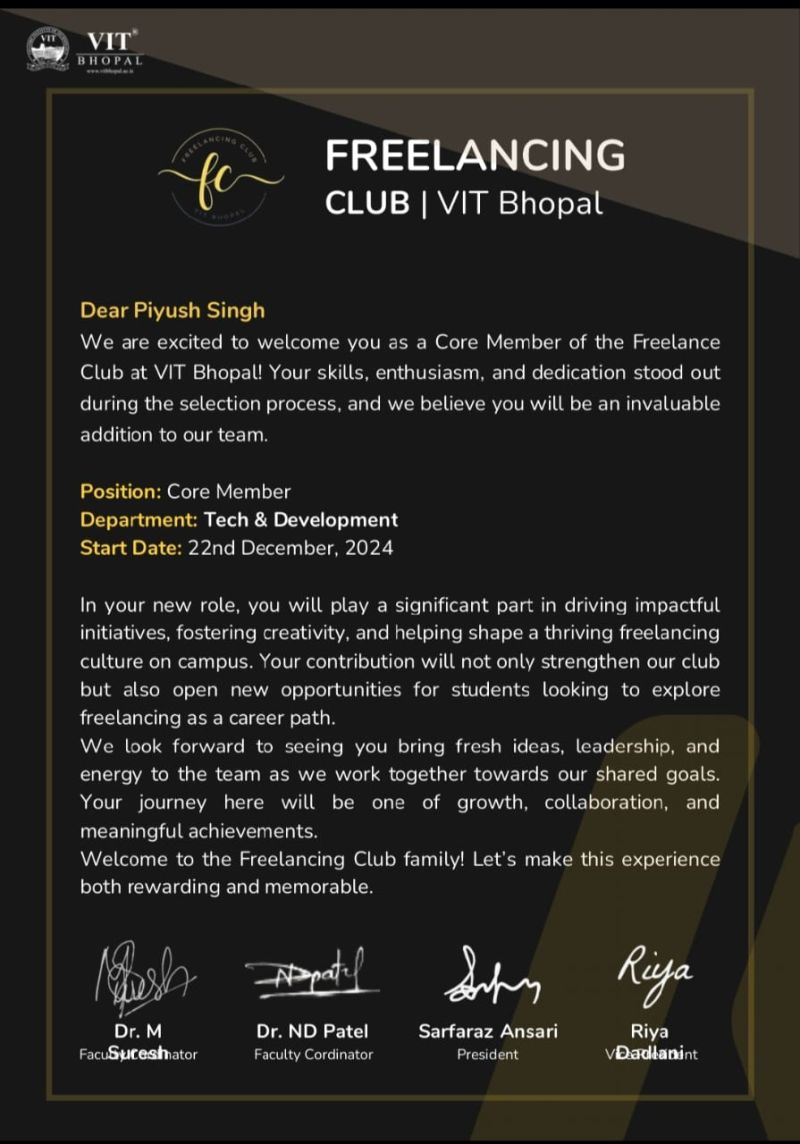 VIT
BHOPAL
www.vitbhopal.ac.in
FREELANCING CLUB
fc
VIT BHOPAL
FREELANCING
CLUB | VIT Bhopal
Dear Piyush Singh
We are excited to welcome you as a Core Member of the Freelance
Club at VIT Bhopal! Your skills, enthusiasm, and dedication stood out
during the selection process, and we believe you will be an invaluable
addition to our team.
Position: Core Member
Department: Tech & Development
Start Date: 22nd December, 2024
In your new role, you will play a significant part in driving impactful
initiatives, fostering creativity, and helping shape a thriving freelancing
culture on campus. Your contribution will not only strengthen our club
but also open new opportunities for students looking to explore
freelancing as a career path.
We look forward to seeing you bring fresh ideas, leadership, and
energy to the team as we work together towards our shared goals.
Your journey here will be one of growth, collaboration, and
meaningful achievements.
Welcome to the Freelancing Club family! Let's make this experience
both rewarding and memorable.
NDpatel
Riya
Dr. M Suresh
Dr. ND Patel
Sarfaraz Ansari
Riya Dadlani
Faculty Cordinator
Faculty Cordinator
President
Vice President